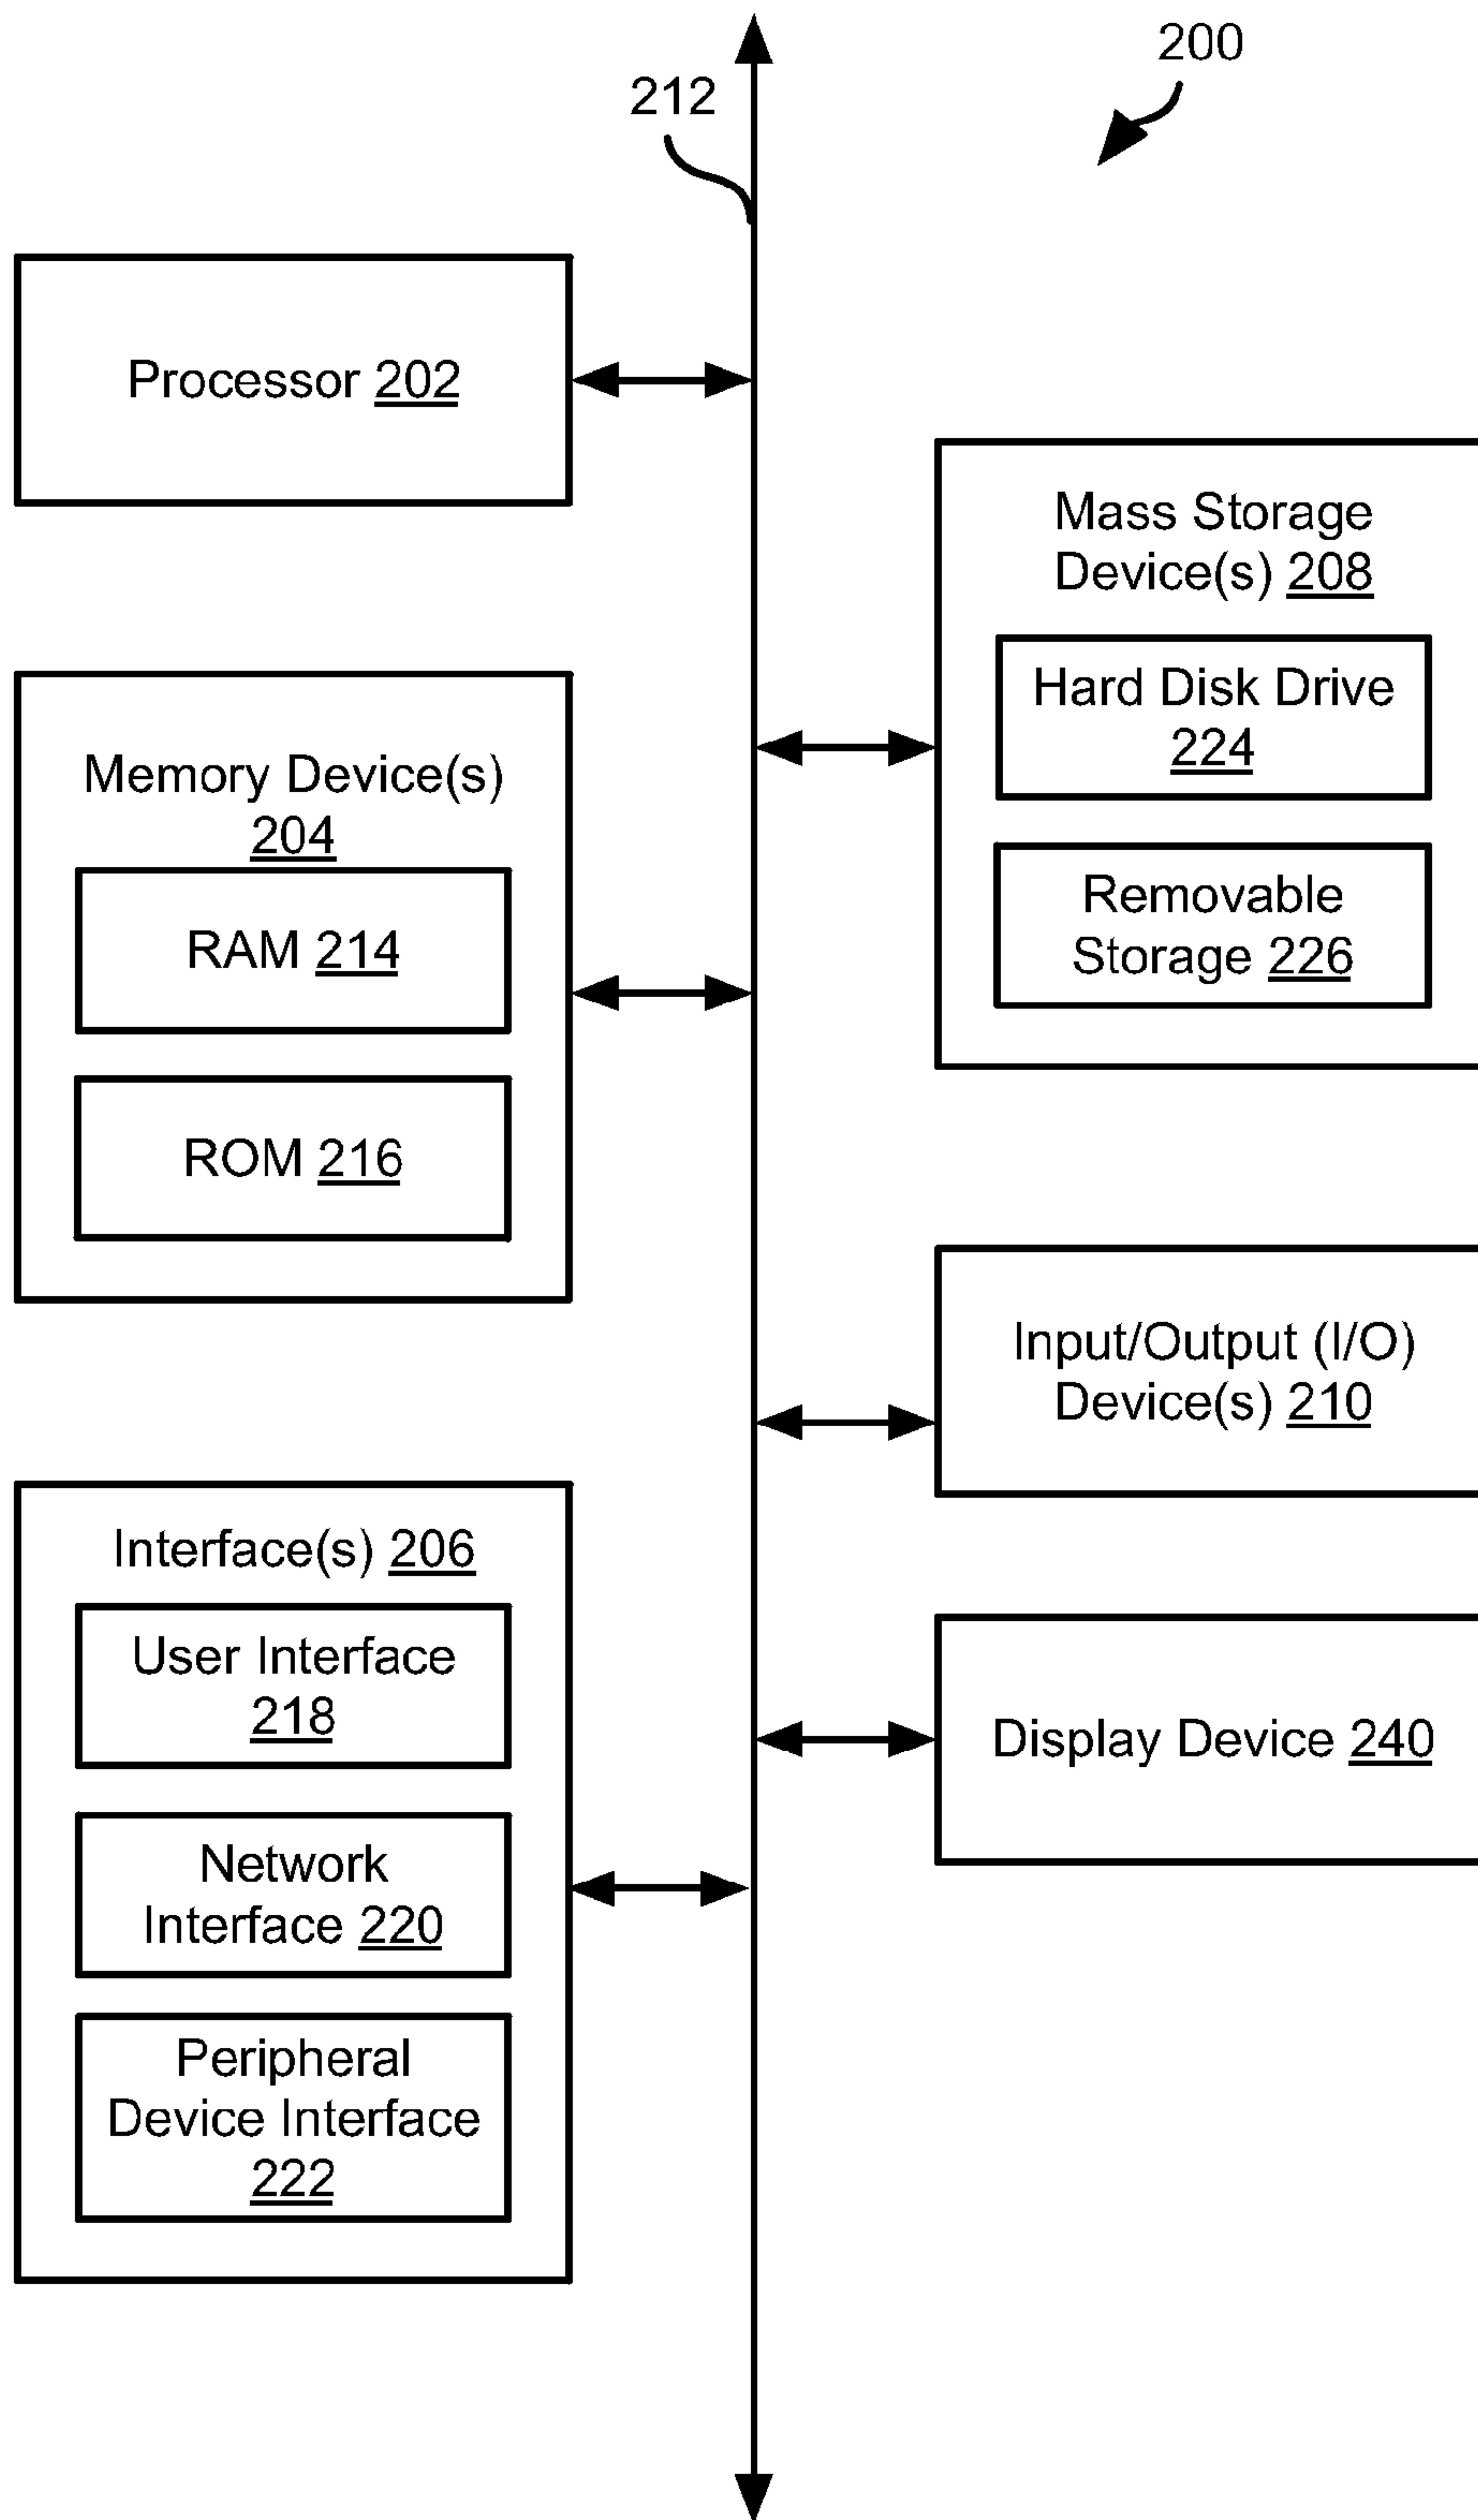 200
212
Processor 202
Mass Storage
Device(s) 208
Hard Disk Drive
224
Removable
Storage 226
Memory Device(s)
204
RAM 214
ROM 216
Input/Output (I/O)
Device(s) 210
Interface(s) 206
User Interface
218
Network
Interface 220
Peripheral
Device Interface
222
Display Device 240